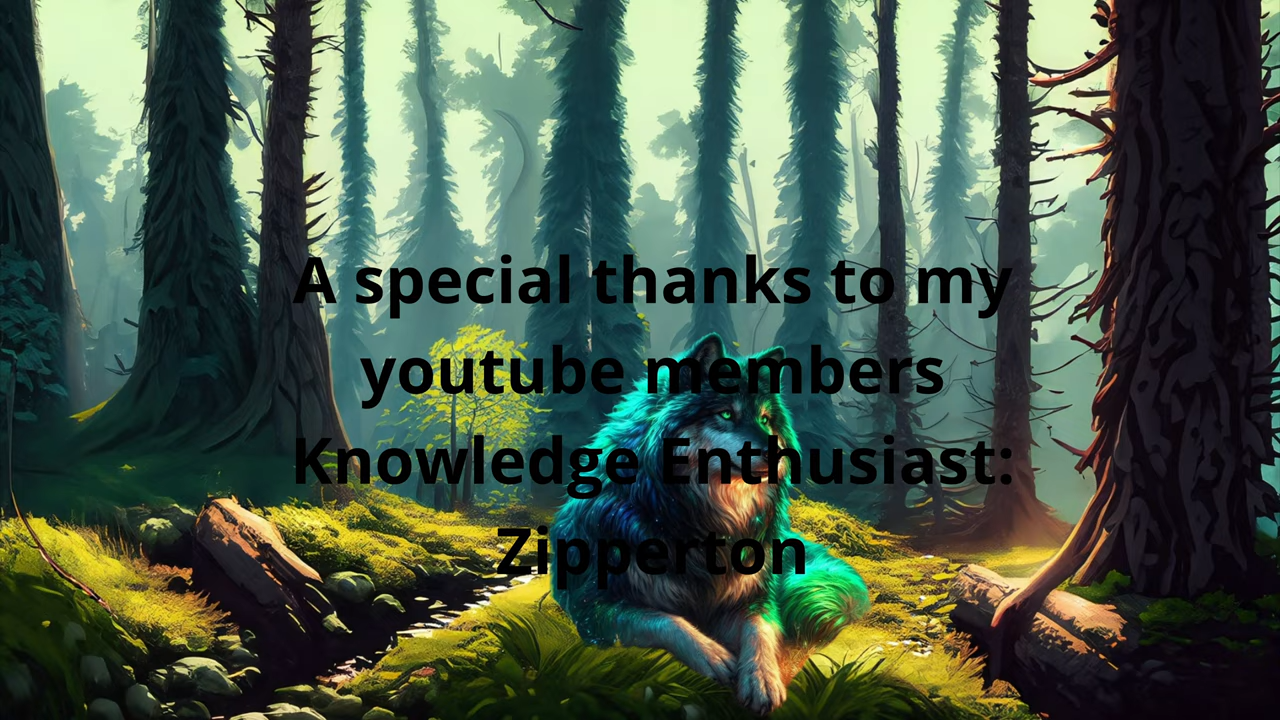 A special thanks to my
youtube members
Knowledge Enthusiast:
Zipperton